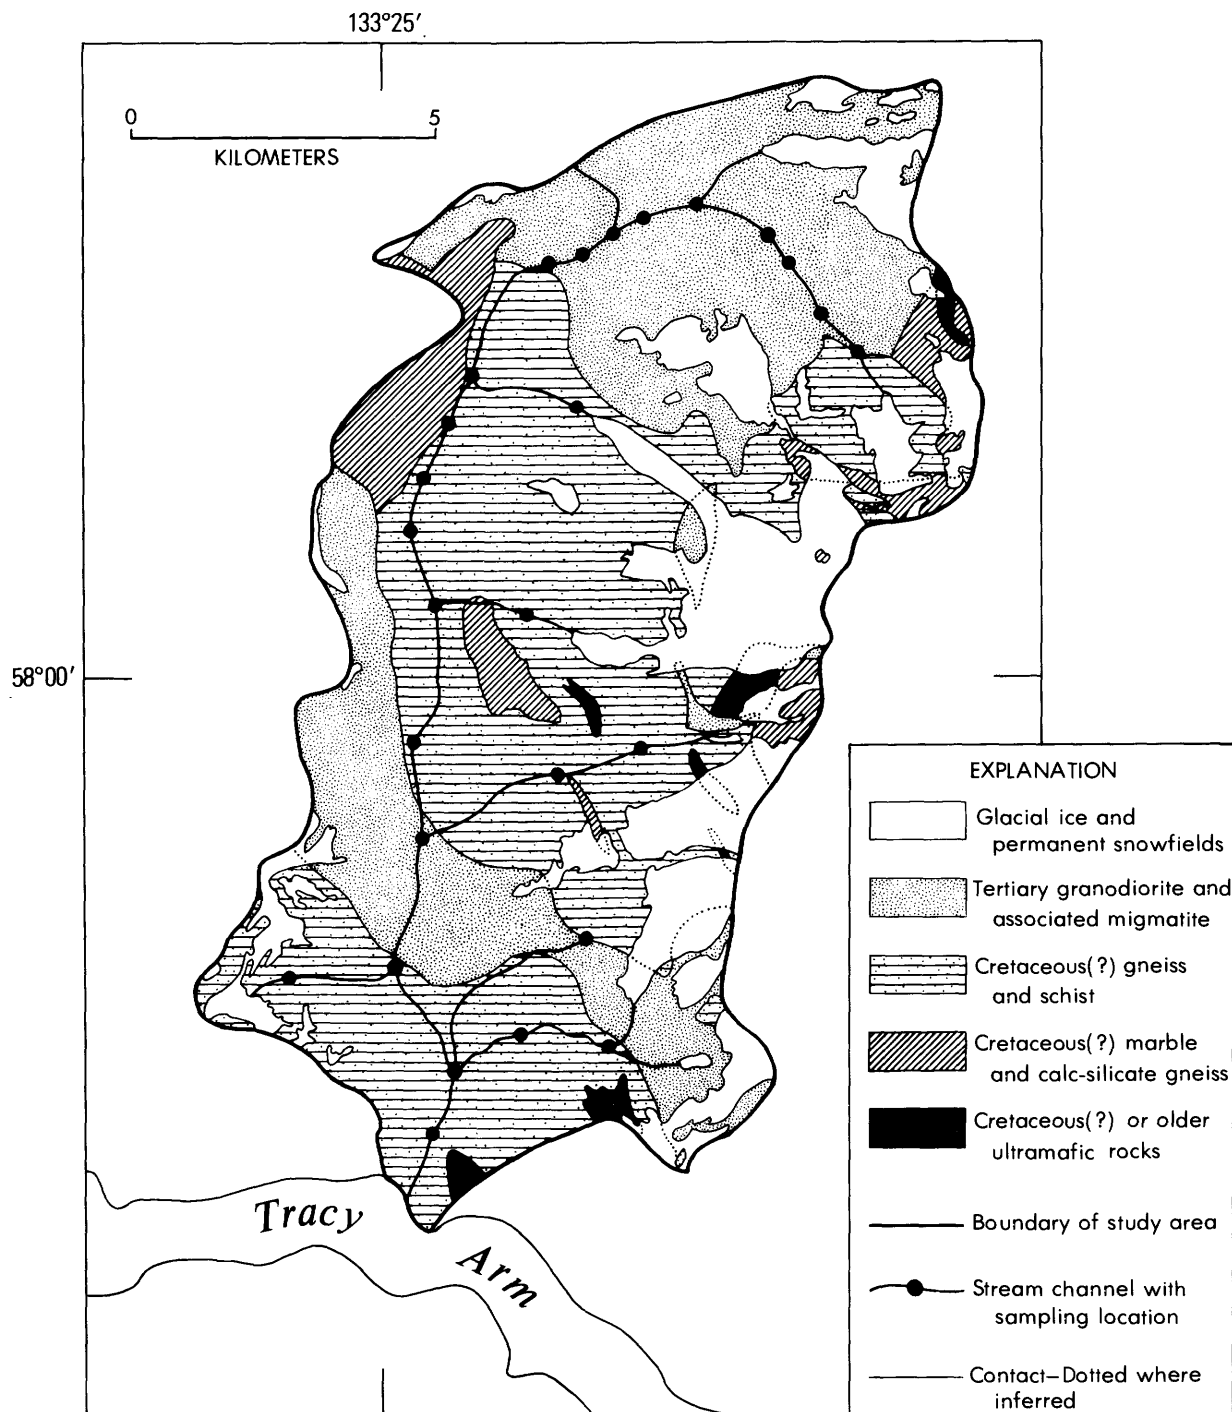 133°25′
0 5
KILOMETERS
58°00′
Tracy
Arm
EXPLANATION
Glacial ice and
permanent snowfields
Tertiary granodiorite and
associated migmatite
Cretaceous(?) gneiss
and schist
Cretaceous(?) marble
and calc-silicate gneiss
Cretaceous(?) or older
ultramafic rocks
Boundary of study area
Stream channel with
sampling location
Contact–Dotted where
inferred